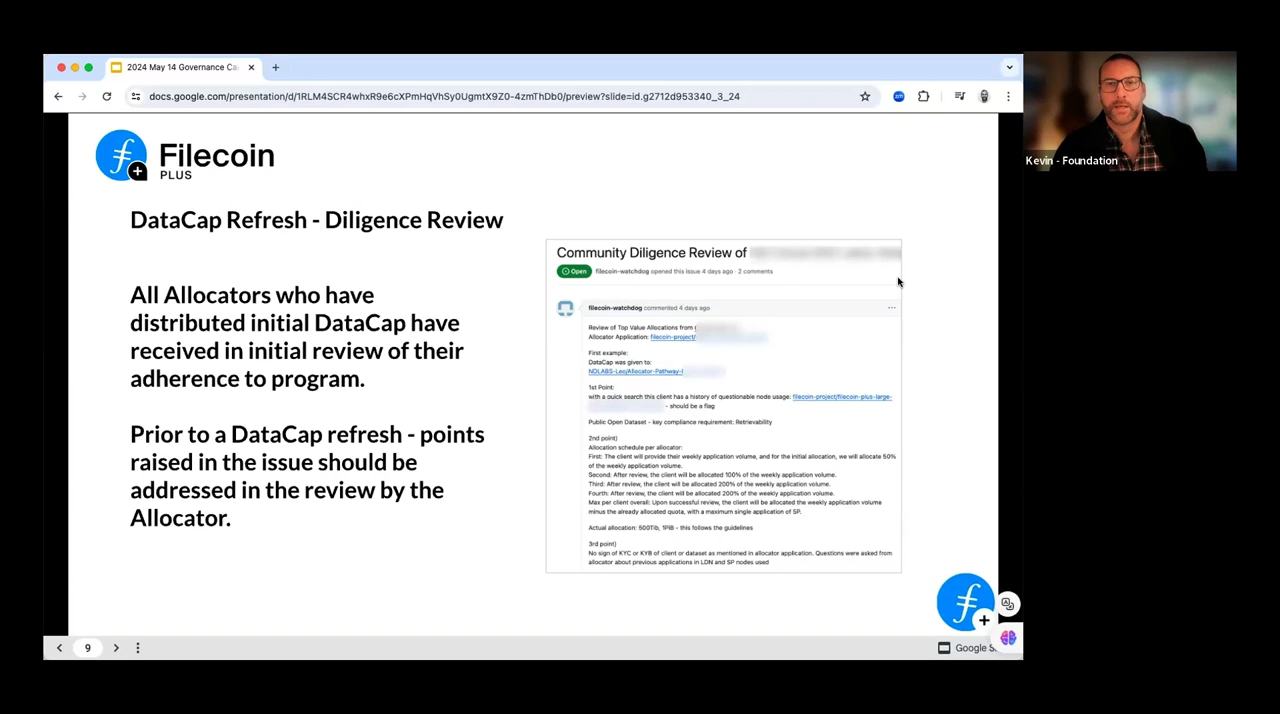 2024 May 14 Governance Ca
docs.google.com/presentation/d/1RLM4SCR4whxR9e6cXPmHqVhSy0UgmtX9Z0-4zmThDb0/preview?slide=id.g2712d953340_3_24
Kevin - Foundation
Filecoin
PLUS
DataCap Refresh - Diligence Review
All Allocators who have
distributed initial DataCap have
received in initial review of their
adherence to program.
Prior to a DataCap refresh - points
raised in the issue should be
addressed in the review by the
Allocator.
Community Diligence Review of
Open filecoin-watchdog opened this issue 4 days ago · 2 comments
filecoin-watchdog commented 4 days ago
Review of Top Value Allocations from
Allocator Application: filecoin-project/
First example:
DataCap was given to:
NDLABS-Leo/Allocator-Pathway-
1st Point:
with a quick search this client has a history of questionable node usage: filecoin-project/filecoin-plus-large-
- should be a flag
Public Open Dataset - key compliance requirement: Retrievability
2nd point)
Allocation schedule per allocator:
First: The client will provide their weekly application volume, and for the initial allocation, we will allocate 50%
of the weekly application volume.
Second: After review, the client will be allocated 100% of the weekly application volume.
Third: After review, the client will be allocated 200% of the weekly application volume.
Fourth: After review, the client will be allocated 200% of the weekly application volume.
Max per client overall: Upon successful review, the client will be allocated the weekly application volume
minus the already allocated quota, with a maximum single application of 5P.
Actual allocation: 500Tib, 1PiB - this follows the guidelines
3rd point)
No sign of KYC or KYB of client or dataset as mentioned in allocator application. Questions were asked from
allocator about previous applications in LDN and SP nodes used
9
Google S